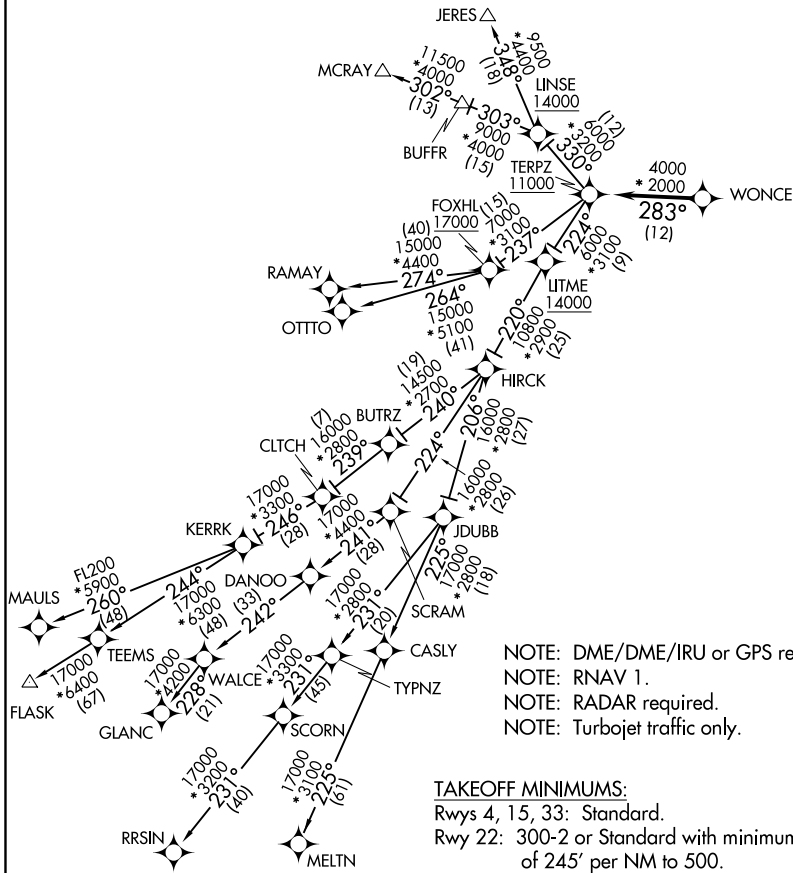 JERES
9500
*4400
348°
(18)
MCRAY
11500
*4000
302°
(13)
BUFFR
303°
9000
*4000
(15)
LINSE
14000
(12)
6000
*3200
330°
TERPZ
11000
4000
*2000
283°
(12)
WONCE
FOXHL
17000
(15)
7000
*3100
237°
224°
6000
*3100
(9)
LITME
14000
(40)
15000
*4400
274°
RAMAY
264°
15000
*5100
(41)
OTTTO
220°
10800
*2900
(25)
HIRCK
(19)
14500
*2700
240°
BUTRZ
(7)
16000
*2800
239°
CLTCH
224°
16000
*2800
(26)
206°
16000
*2800
(27)
17000
*3300
246°
(28)
KERRK
17000
*4400
241°
(28)
SCRAM
JDUBB
225°
17000
*2800
(18)
FL200
*5900
260°
(48)
MAULS
244°
17000
*6300
(48)
DANOO
(33)
242°
17000
*2800
231°
(20)
CASLY
TEEMS
17000
*6400
(67)
FLASK
17000
*4200
228°
(21)
WALCE
GLANC
17000
*3300
231°
(45)
TYPNZ
SCORN
17000
*3200
231°
(40)
RRSIN
17000
*3100
225°
(61)
MELTN
NOTE: DME/DME/IRU or GPS re
NOTE: RNAV 1.
NOTE: RADAR required.
NOTE: Turbojet traffic only.
TAKEOFF MINIMUMS:
Rwys 4, 15, 33: Standard.
Rwy 22: 300-2 or Standard with minimum
of 245' per NM to 500.